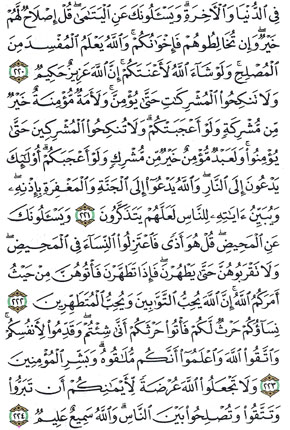 فِي الدُّنْيَا وَالْآخِرَةِ ۗ وَيَسْأَلُونَكَ عَنِ الْيَتَامَىٰ ۖ قُلْ إِصْلَاحٌ لَّهُمْ
خَيْرٌ ۖ وَإِن تُخَالِطُوهُمْ فَإِخْوَانُكُمْ ۚ وَاللَّهُ يَعْلَمُ الْمُفْسِدَ مِنَ
الْمُصْلِحِ ۚ وَلَوْ شَاءَ اللَّهُ لَأَعْنَتَكُمْ ۚ إِنَّ اللَّهَ عَزِيزٌ حَكِيمٌ ٢٢٠
وَلَا تَنكِحُوا الْمُشْرِكَاتِ حَتَّىٰ يُؤْمِنَّ ۚ وَلَأَمَةٌ مُّؤْمِنَةٌ خَيْرٌ
مِّن مُّشْرِكَةٍ وَلَوْ أَعْجَبَتْكُمْ ۗ وَلَا تُنكِحُوا الْمُشْرِكِينَ حَتَّىٰ
يُؤْمِنُوا ۚ وَلَعَبْدٌ مُّؤْمِنٌ خَيْرٌ مِّن مُّشْرِكٍ وَلَوْ أَعْجَبَكُمْ ۗ أُولَٰئِكَ
يَدْعُونَ إِلَى النَّارِ ۖ وَاللَّهُ يَدْعُو إِلَى الْجَنَّةِ وَالْمَغْفِرَةِ بِإِذْنِهِ ۖ
وَيُبَيِّنُ آيَاتِهِ لِلنَّاسِ لَعَلَّهُمْ يَتَذَكَّرُونَ ٢٢١ وَيَسْأَلُونَكَ
عَنِ الْمَحِيضِ ۖ قُلْ هُوَ أَذًى فَاعْتَزِلُوا النِّسَاءَ فِي الْمَحِيضِ ۖ
وَلَا تَقْرَبُوهُنَّ حَتَّىٰ يَطْهُرْنَ ۖ فَإِذَا تَطَهَّرْنَ فَأْتُوهُنَّ مِنْ حَيْثُ
أَمَرَكُمُ اللَّهُ ۚ إِنَّ اللَّهَ يُحِبُّ التَّوَّابِينَ وَيُحِبُّ الْمُتَطَهِّرِينَ ٢٢٢
نِسَاؤُكُمْ حَرْثٌ لَّكُمْ فَأْتُوا حَرْثَكُمْ أَنَّىٰ شِئْتُمْ ۖ وَقَدِّمُوا لِأَنفُسِكُمْ ۚ
وَاتَّقُوا اللَّهَ وَاعْلَمُوا أَنَّكُم مُّلَاقُوهُ ۗ وَبَشِّرِ الْمُؤْمِنِينَ
٢٢٣ وَلَا تَجْعَلُوا اللَّهَ عُرْضَةً لِّأَيْمَانِكُمْ أَن تَبَرُّوا
وَتَتَّقُوا وَتُصْلِحُوا بَيْنَ النَّاسِ ۗ وَاللَّهُ سَمِيعٌ عَلِيمٌ ٢٢٤